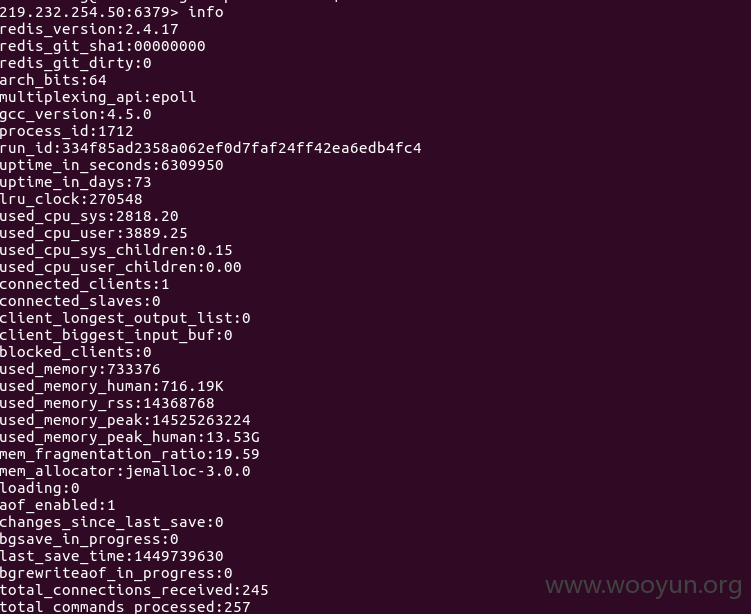 219.232.254.50:6379> info
redis_version:2.4.17
redis_git_sha1:00000000
redis_git_dirty:0
arch_bits:64
multiplexing_api:epoll
gcc_version:4.5.0
process_id:1712
run_id:334f85ad2358a062ef0d7faf24ff42ea6edb4fc4
uptime_in_seconds:6309950
uptime_in_days:73
lru_clock:270548
used_cpu_sys:2818.20
used_cpu_user:3889.25
used_cpu_sys_children:0.15
used_cpu_user_children:0.00
connected_clients:1
connected_slaves:0
client_longest_output_list:0
client_biggest_input_buf:0
blocked_clients:0
used_memory:733376
used_memory_human:716.19K
used_memory_rss:14368768
used_memory_peak:14525263224
used_memory_peak_human:13.53G
mem_fragmentation_ratio:19.59
mem_allocator:jemalloc-3.0.0
loading:0
aof_enabled:1
changes_since_last_save:0
bgsave_in_progress:0
last_save_time:1449739630
bgrewriteaof_in_progress:0
total_connections_received:245
total_commands_processed:257
www.wooyun.org